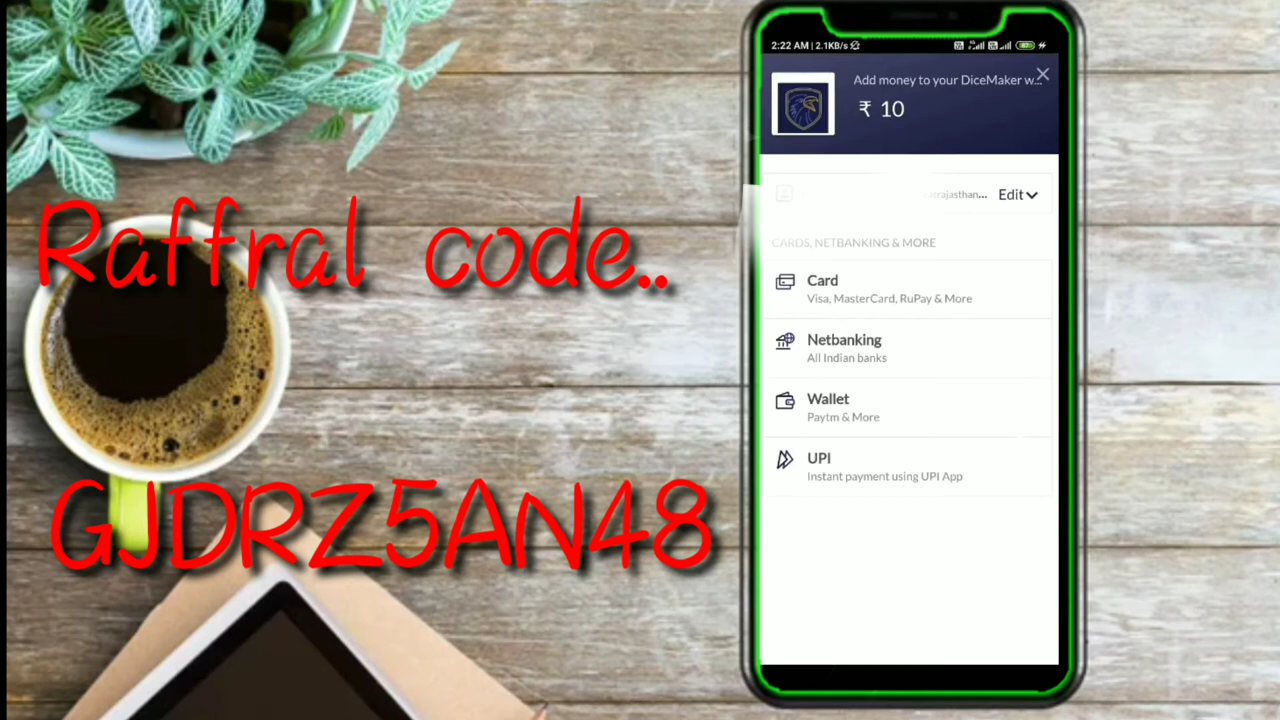 Raffral code..
GJDRZ5AN48
2:22 AM | 2.1KB/s
Add money to your DiceMaker w...
₹ 10
atrajasthan... Edit
CARDS, NETBANKING & MORE
Card
Visa, MasterCard, RuPay & More
Netbanking
All Indian banks
Wallet
Paytm & More
UPI
Instant payment using UPI App